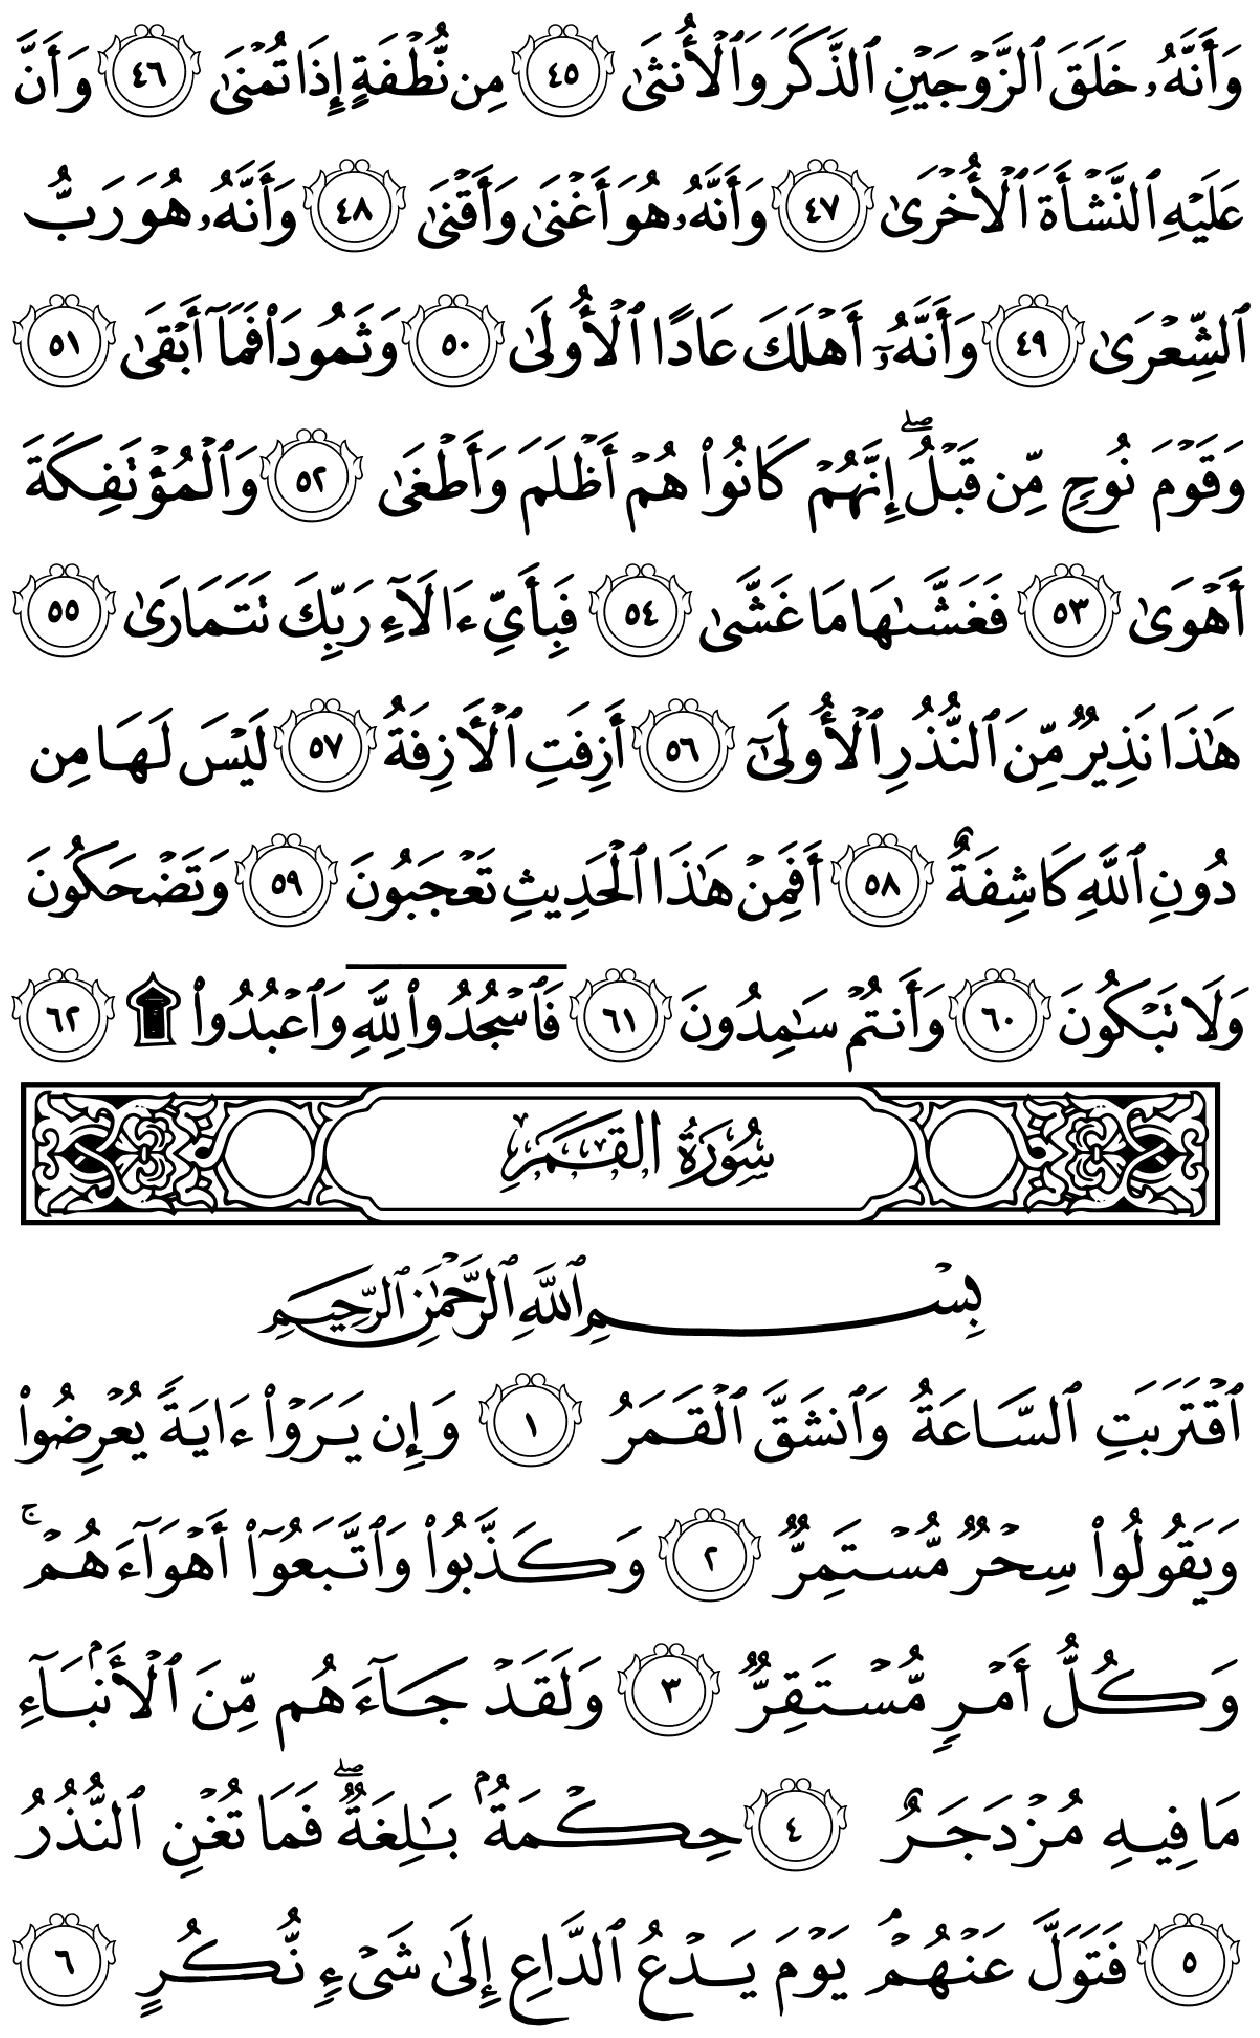 وَأَنَّهُۥ خَلَقَ ٱلزَّوْجَيْنِ ٱلذَّكَرَ وَٱلْأُنثَىٰ ٤٥ مِن نُّطْفَةٍ إِذَا تُمْنَىٰ ٤٦ وَأَنَّ
عَلَيْهِ ٱلنَّشْأَةَ ٱلْأُخْرَىٰ ٤٧ وَأَنَّهُۥ هُوَ أَغْنَىٰ وَأَقْنَىٰ ٤٨ وَأَنَّهُۥ هُوَ رَبُّ
ٱلشِّعْرَىٰ ٤٩ وَأَنَّهُۥٓ أَهْلَكَ عَادًا ٱلْأُولَىٰ ٥٠ وَثَمُودَا۟ فَمَآ أَبْقَىٰ ٥١
وَقَوْمَ نُوحٍ مِّن قَبْلُ ۖ إِنَّهُمْ كَانُوا۟ هُمْ أَظْلَمَ وَأَطْغَىٰ ٥٢ وَٱلْمُؤْتَفِكَةَ
أَهْوَىٰ ٥٣ فَغَشَّىٰهَا مَا غَشَّىٰ ٥٤ فَبِأَىِّ ءَالَآءِ رَبِّكَ تَتَمَارَىٰ ٥٥
هَٰذَا نَذِيرٌ مِّنَ ٱلنُّذُرِ ٱلْأُولَىٰٓ ٥٦ أَزِفَتِ ٱلْأَزِفَةُ ٥٧ لَيْسَ لَهَا مِن
دُونِ ٱللَّهِ كَاشِفَةٌ ٥٨ أَفَمِنْ هَٰذَا ٱلْحَدِيثِ تَعْجَبُونَ ٥٩ وَتَضْحَكُونَ
وَلَا تَبْكُونَ ٦٠ وَأَنتُمْ سَٰمِدُونَ ٦١ فَٱسْجُدُوا۟ لِلَّهِ وَٱعْبُدُوا۟ ۩ ٦٢
سُورَةُ القَمَرِ
بِسْمِ ٱللَّهِ ٱلرَّحْمَٰنِ ٱلرَّحِيمِ
ٱقْتَرَبَتِ ٱلسَّاعَةُ وَٱنشَقَّ ٱلْقَمَرُ ١ وَإِن يَرَوْا۟ ءَايَةً يُعْرِضُوا۟
وَيَقُولُوا۟ سِحْرٌ مُّسْتَمِرٌّ ٢ وَكَذَّبُوا۟ وَٱتَّبَعُوٓا۟ أَهْوَآءَهُمْ ۚ
وَكُلُّ أَمْرٍ مُّسْتَقِرٌّ ٣ وَلَقَدْ جَآءَهُم مِّنَ ٱلْأَنۢبَآءِ
مَا فِيهِ مُزْدَجَرٌ ٤ حِكْمَةٌۢ بَٰلِغَةٌ ۖ فَمَا تُغْنِ ٱلنُّذُرُ
٥ فَتَوَلَّ عَنْهُمْ ۘ يَوْمَ يَدْعُ ٱلدَّاعِ إِلَىٰ شَىْءٍ نُّكُرٍ ٦